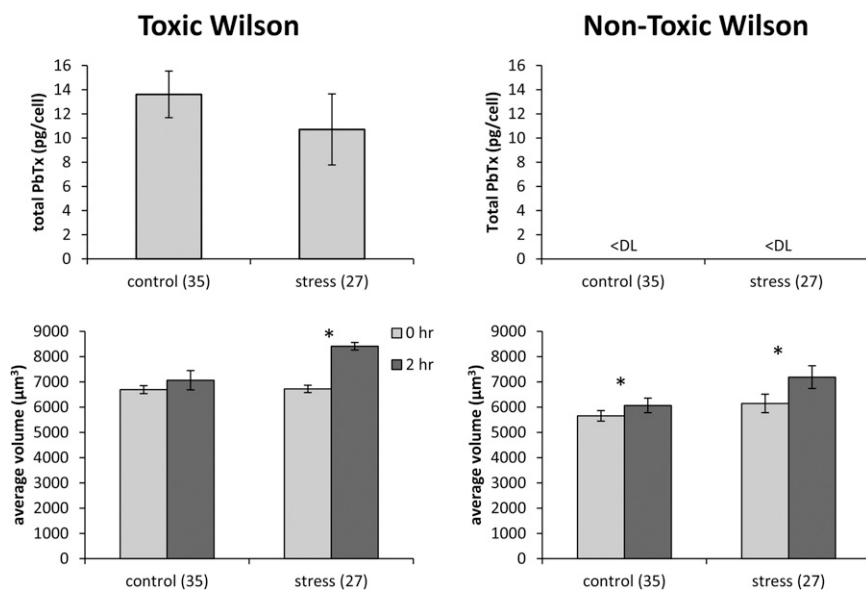 Toxic Wilson
Non-Toxic Wilson
total PbTx (pg/cell)
16
14
12
10
8
6
4
2
0
control (35)
stress (27)
Total PbTx (pg/cell)
16
14
12
10
8
6
4
2
0
<DL
<DL
control (35)
stress (27)
average volume (µm³)
9000
8000
7000
6000
5000
4000
3000
2000
1000
0
*
0 hr
2 hr
control (35)
stress (27)
average volume (µm³)
9000
8000
7000
6000
5000
4000
3000
2000
1000
0
*
*
control (35)
stress (27)